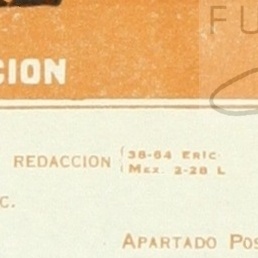 FU
CION
REDACCION { 38-64 ERIC.
MEX. 2-28 L
C.
APARTADO POS